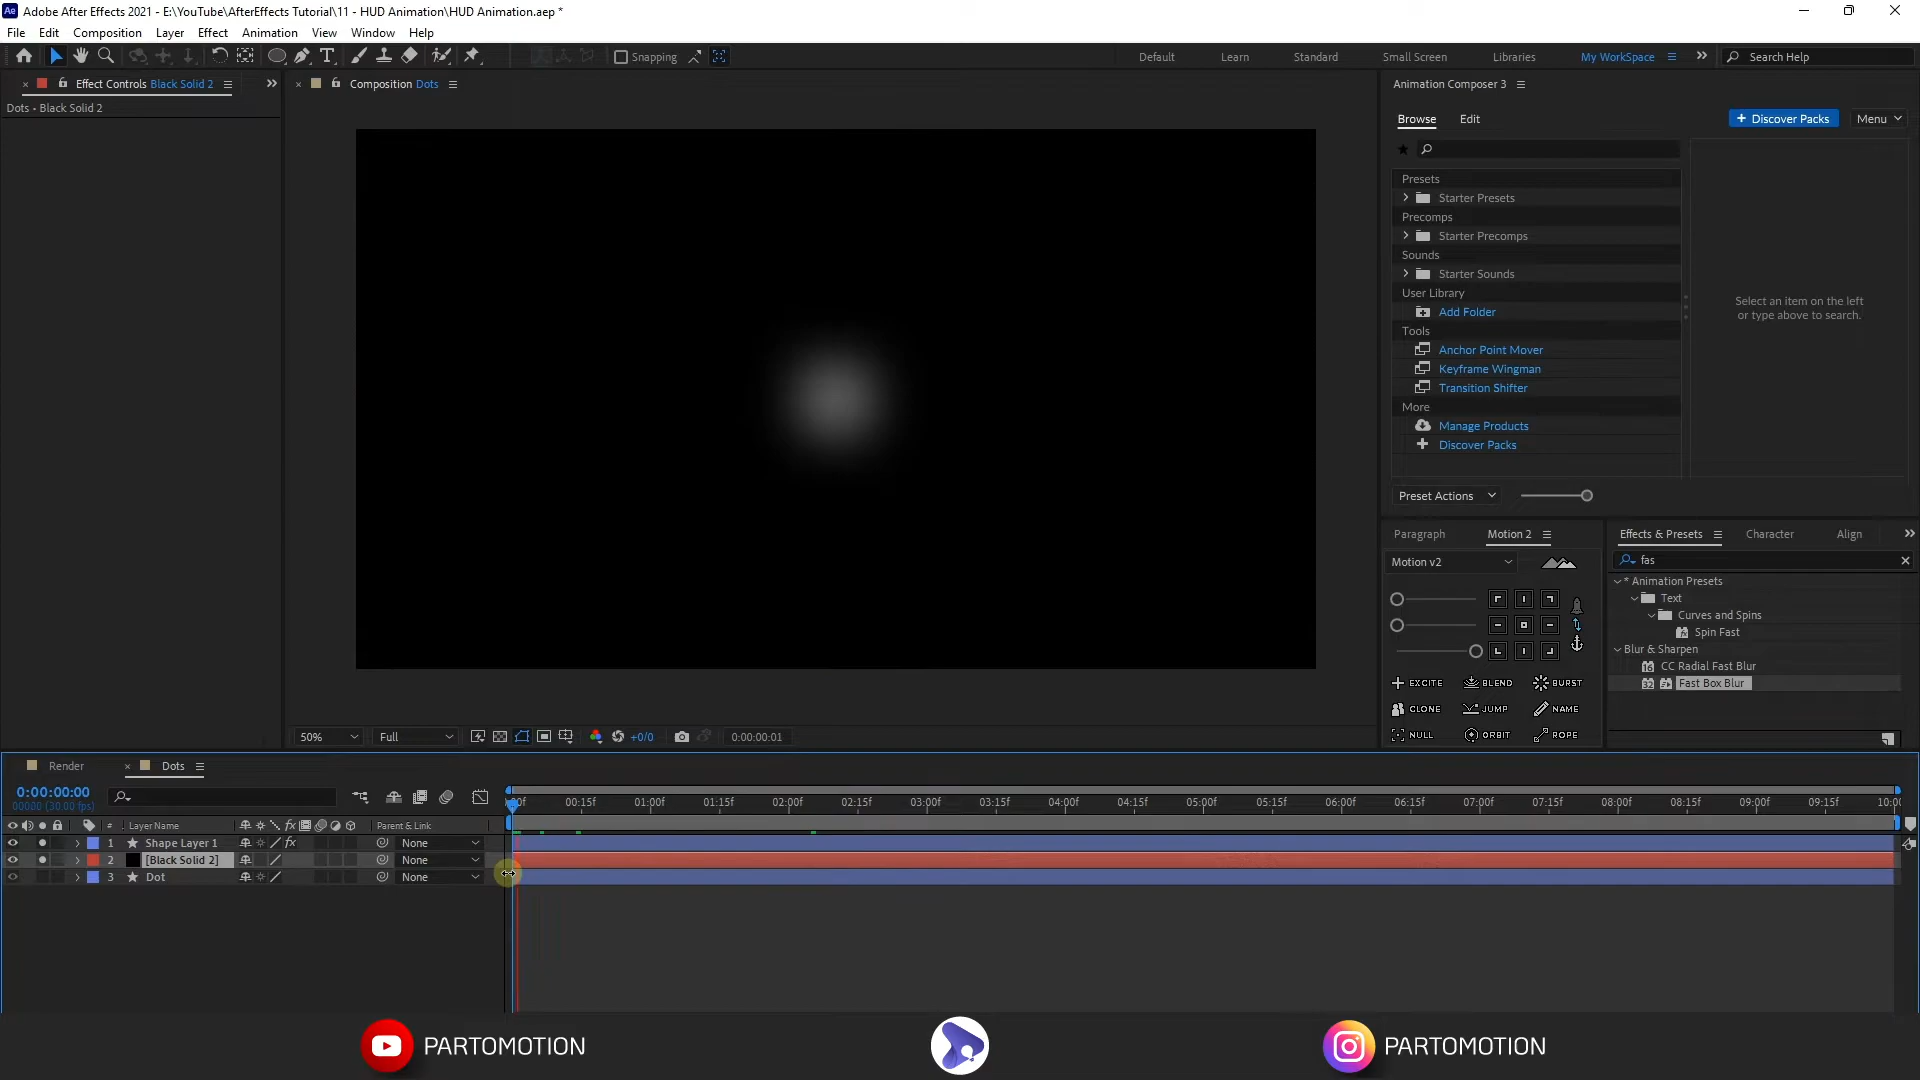 Ae Adobe After Effects 2021 - E:\YouTube\AfterEffects Tutorial\11 - HUD Animation\HUD Animation.aep *
File Edit Composition Layer Effect Animation View Window Help
T Snapping Default Learn Standard Small Screen Libraries My WorkSpace Search Help
Effect Controls Black Solid 2
Dots - Black Solid 2
Composition Dots
Animation Composer 3
Browse Edit + Discover Packs Menu
Presets
Starter Presets
Precomps
Starter Precomps
Sounds
Starter Sounds
User Library
Add Folder
Tools
Anchor Point Mover
Keyframe Wingman
Transition Shifter
More
Manage Products
Discover Packs
Select an item on the left
or type above to search.
Preset Actions
Paragraph Motion 2
Motion v2
EXCITE BLEND BURST
CLONE JUMP NAME
NULL ORBIT ROPE
Effects & Presets Character Align
fas
* Animation Presets
Text
Curves and Spins
Spin Fast
Blur & Sharpen
16 CC Radial Fast Blur
32 Fast Box Blur
50% Full +0/0 0:00:00:01
Render Dots
0:00:00:00
00000 (30.00 fps)
00:15f 01:00f 01:15f 02:00f 02:15f 03:00f 03:15f 04:00f 04:15f 05:00f 05:15f 06:00f 06:15f 07:00f 07:15f 08:00f 08:15f 09:00f 09:15f
# Layer Name fx Parent & Link
1 Shape Layer 1 fx None
2 [Black Solid 2] None
3 Dot None
PARTOMOTION
PARTOMOTION